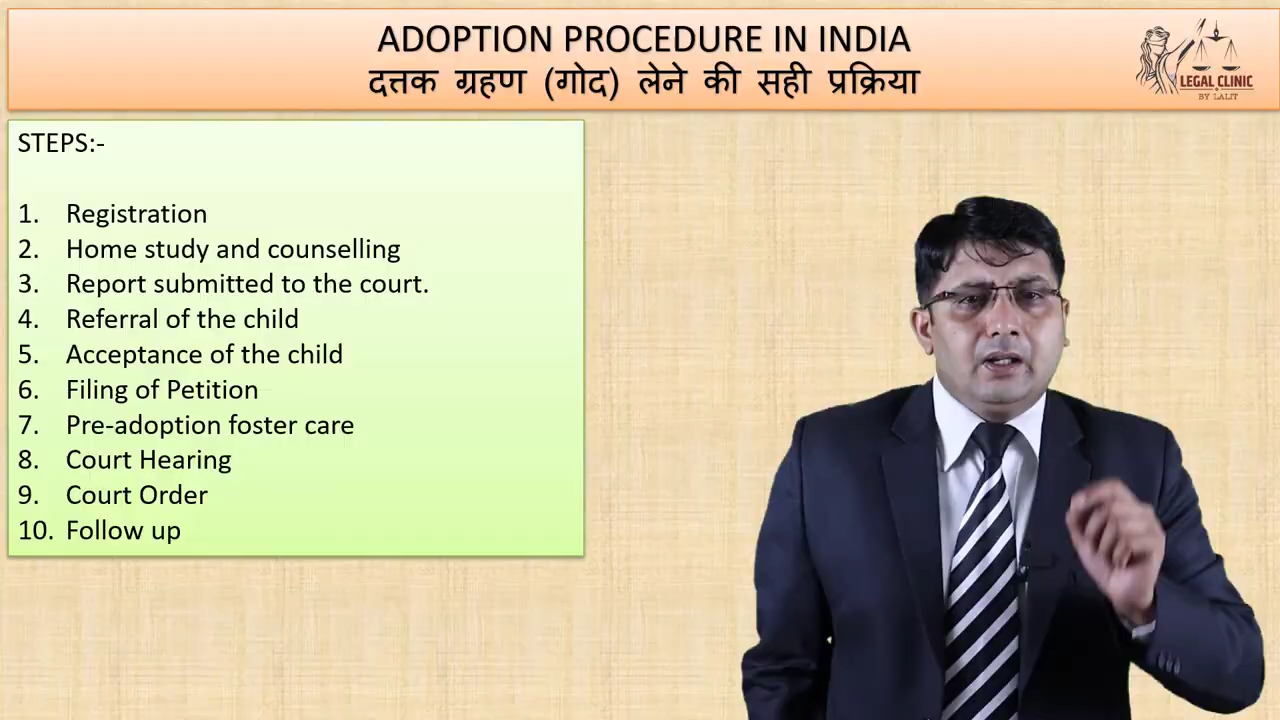 ADOPTION PROCEDURE IN INDIA
दत्तक ग्रहण (गोद) लेने की सही प्रक्रिया
LEGAL CLINIC
BY LALIT
STEPS:-
1. Registration
2. Home study and counselling
3. Report submitted to the court.
4. Referral of the child
5. Acceptance of the child
6. Filing of Petition
7. Pre-adoption foster care
8. Court Hearing
9. Court Order
10. Follow up